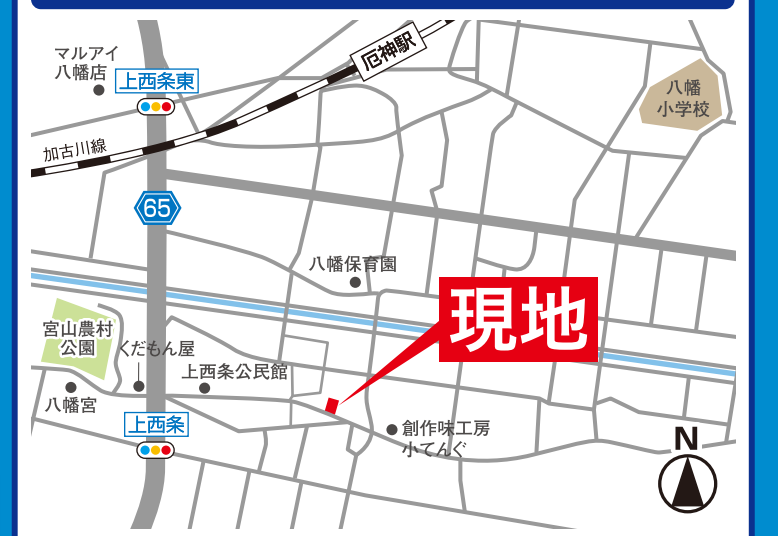 マルアイ
八幡店
上西条東
厄神駅
八幡
小学校
加古川線
65
八幡保育園
現地
宮山農村
公園
くだもん屋
上西条公民館
八幡宮
上西条
創作味工房
小てんぐ
N